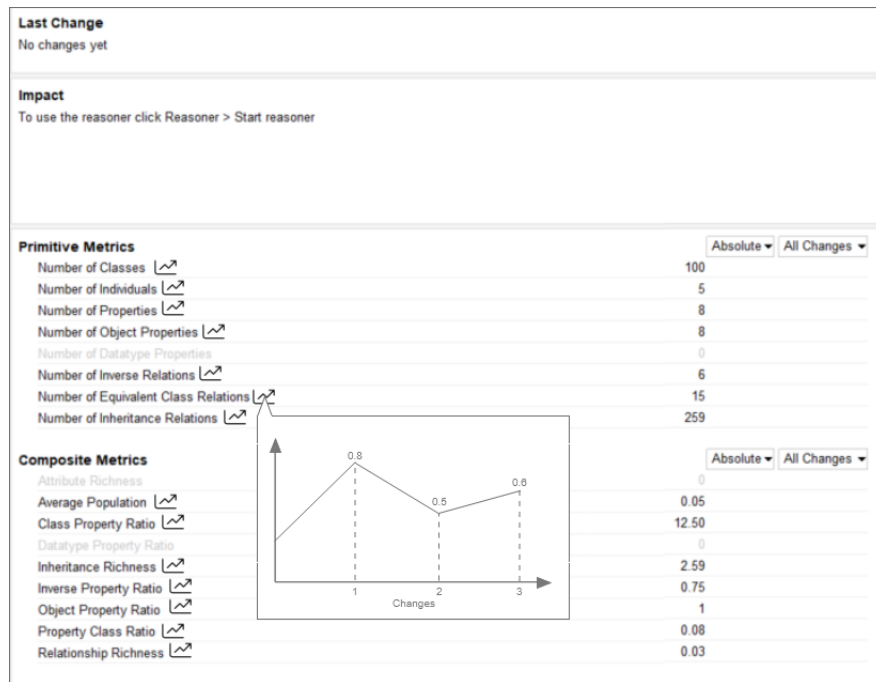 Last Change
No changes yet
Impact
To use the reasoner click Reasoner > Start reasoner
Primitive Metrics Absolute All Changes
Number of Classes 100
Number of Individuals 5
Number of Properties 8
Number of Object Properties 8
Number of Datatype Properties 0
Number of Inverse Relations 6
Number of Equivalent Class Relations 15
Number of Inheritance Relations 259
Composite Metrics Absolute All Changes
Attribute Richness 0
Average Population 0.05
Class Property Ratio 12.50
Datatype Property Ratio 0
Inheritance Richness 2.59
Inverse Property Ratio 0.75
Object Property Ratio 1
Property Class Ratio 0.08
Relationship Richness 0.03
0.8
0.5
0.6
1 2 3
Changes